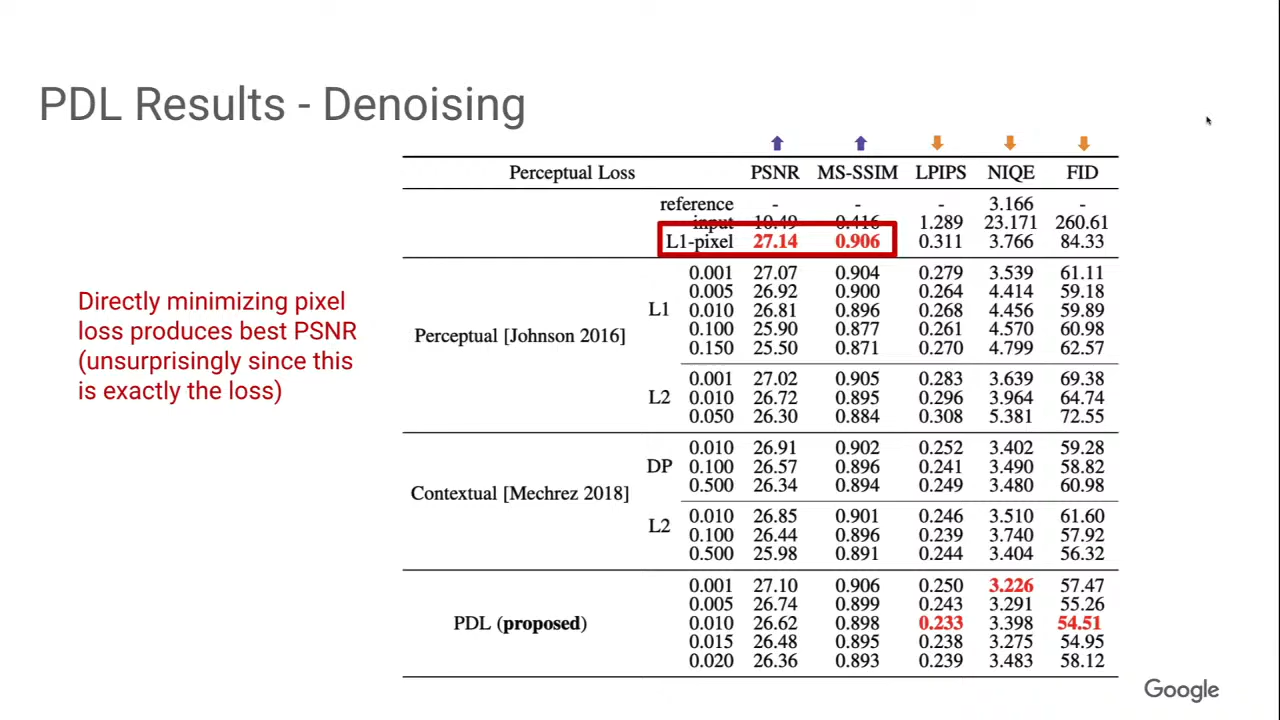 PDL Results - Denoising
Perceptual Loss PSNR MS-SSIM LPIPS NIQE FID
reference - - - 3.166 -
input 10.49 0.416 1.289 23.171 260.61
L1-pixel 27.14 0.906 0.311 3.766 84.33
Directly minimizing pixel
loss produces best PSNR
(unsurprisingly since this
is exactly the loss)
Perceptual [Johnson 2016]
L1
0.001 27.07 0.904 0.279 3.539 61.11
0.005 26.92 0.900 0.264 4.414 59.18
0.010 26.81 0.896 0.268 4.456 59.89
0.100 25.90 0.877 0.261 4.570 60.98
0.150 25.50 0.871 0.270 4.799 62.57
L2
0.001 27.02 0.905 0.283 3.639 69.38
0.010 26.72 0.895 0.296 3.964 64.74
0.050 26.30 0.884 0.308 5.381 72.55
Contextual [Mechrez 2018]
DP
0.010 26.91 0.902 0.252 3.402 59.28
0.100 26.57 0.896 0.241 3.490 58.82
0.500 26.34 0.894 0.249 3.480 60.98
L2
0.010 26.85 0.901 0.246 3.510 61.60
0.100 26.44 0.896 0.239 3.740 57.92
0.500 25.98 0.891 0.244 3.404 56.32
PDL (proposed)
0.001 27.10 0.906 0.250 3.226 57.47
0.005 26.74 0.899 0.243 3.291 55.26
0.010 26.62 0.898 0.233 3.398 54.51
0.015 26.48 0.895 0.238 3.275 54.95
0.020 26.36 0.893 0.239 3.483 58.12
Google